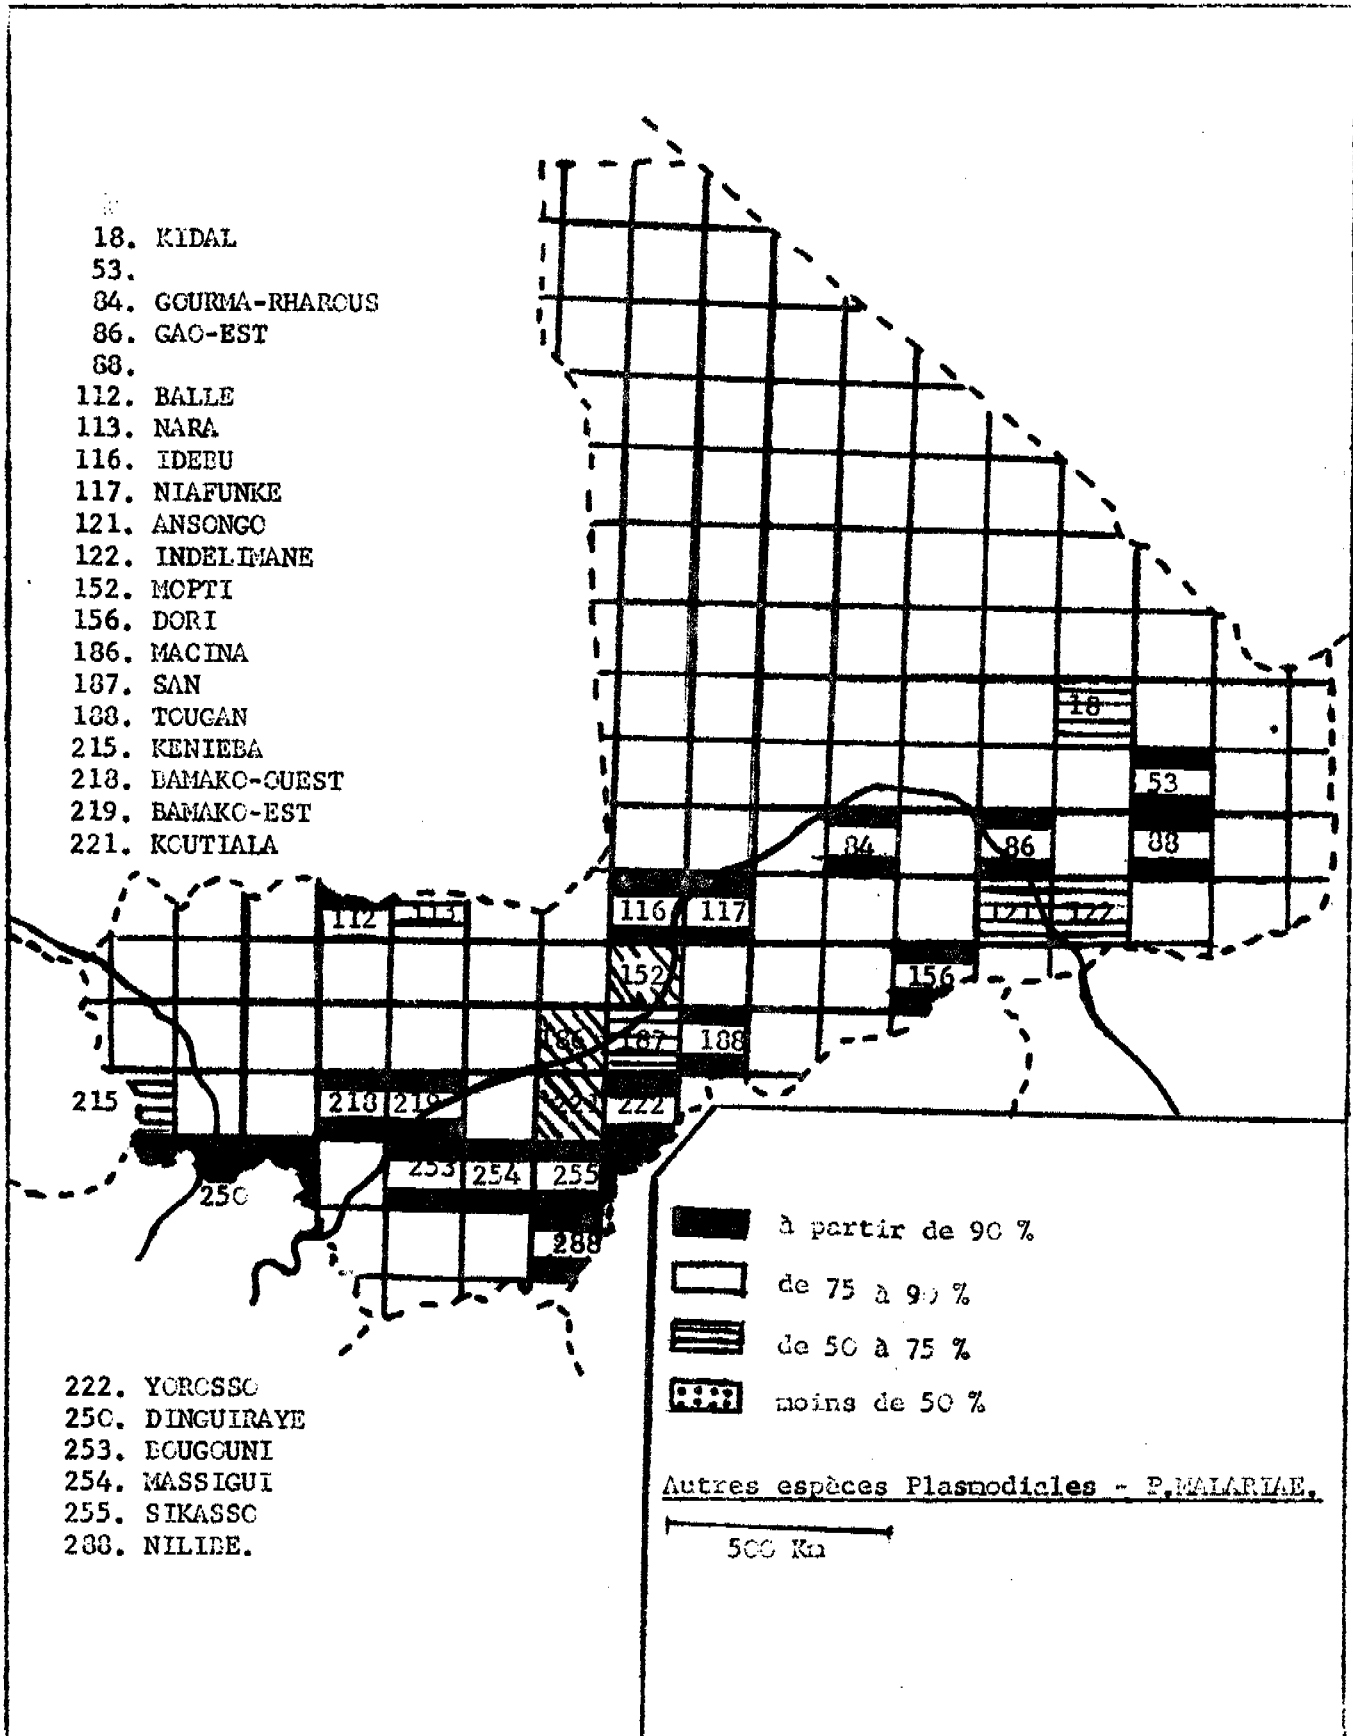 18. KIDAL
53.
84. GOURMA-RHAROUS
86. GAO-EST
88.
112. BALLE
113. NARA
116. IDEBU
117. NIAFUNKE
121. ANSONGO
122. INDELIMANE
152. MOPTI
156. DORI
186. MACINA
187. SAN
188. TOUGAN
215. KENIEBA
218. BAMAKO-OUEST
219. BAMAKO-EST
221. KOUTIALA
18
53
84 86 88
112 113 116 117 121 122
152 156
186 187 188
215 218 219 221 222
250 253 254 255
288
à partir de 90 %
de 75 à 90 %
de 50 à 75 %
moins de 50 %
222. YOROSSO
250. DINGUIRAYE
253. BOUGOUNI
254. MASSIGUI
255. SIKASSO
288. NILIBE.
Autres espèces Plasmodiales - P.MALARIAE.
500 Km